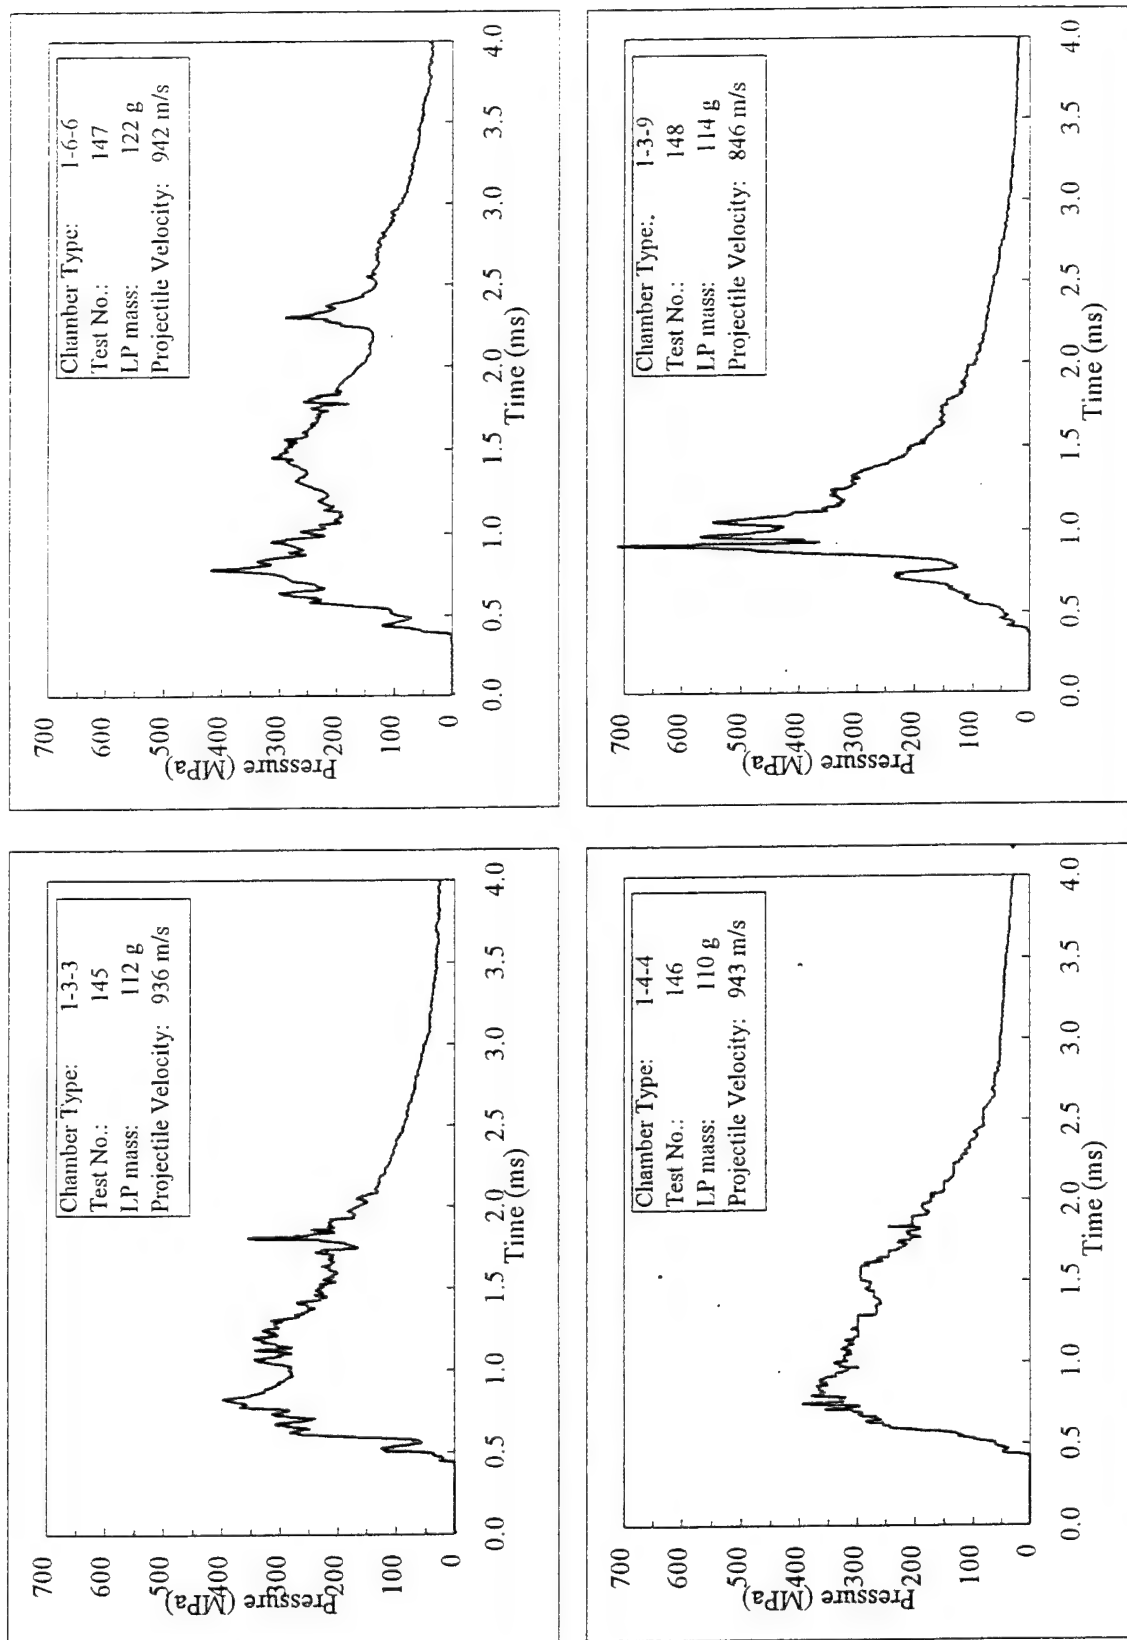 Chamber Type: 1-3-3
Test No.: 145
LP mass: 112 g
Projectile Velocity: 936 m/s
700
600
500
400
300
200
100
0
Pressure (MPa)
0.0 0.5 1.0 1.5 2.0 2.5 3.0 3.5 4.0
Time (ms)
Chamber Type: 1-6-6
Test No.: 147
LP mass: 122 g
Projectile Velocity: 942 m/s
700
600
500
400
300
200
100
0
Pressure (MPa)
0.0 0.5 1.0 1.5 2.0 2.5 3.0 3.5 4.0
Time (ms)
Chamber Type: 1-4-4
Test No.: 146
LP mass: 110 g
Projectile Velocity: 943 m/s
700
600
500
400
300
200
100
0
Pressure (MPa)
0.0 0.5 1.0 1.5 2.0 2.5 3.0 3.5 4.0
Time (ms)
Chamber Type:. 1-3-9
Test No.: 148
LP mass: 114 g
Projectile Velocity: 846 m/s
700
600
500
400
300
200
100
0
Pressure (MPa)
0.0 0.5 1.0 1.5 2.0 2.5 3.0 3.5 4.0
Time (ms)